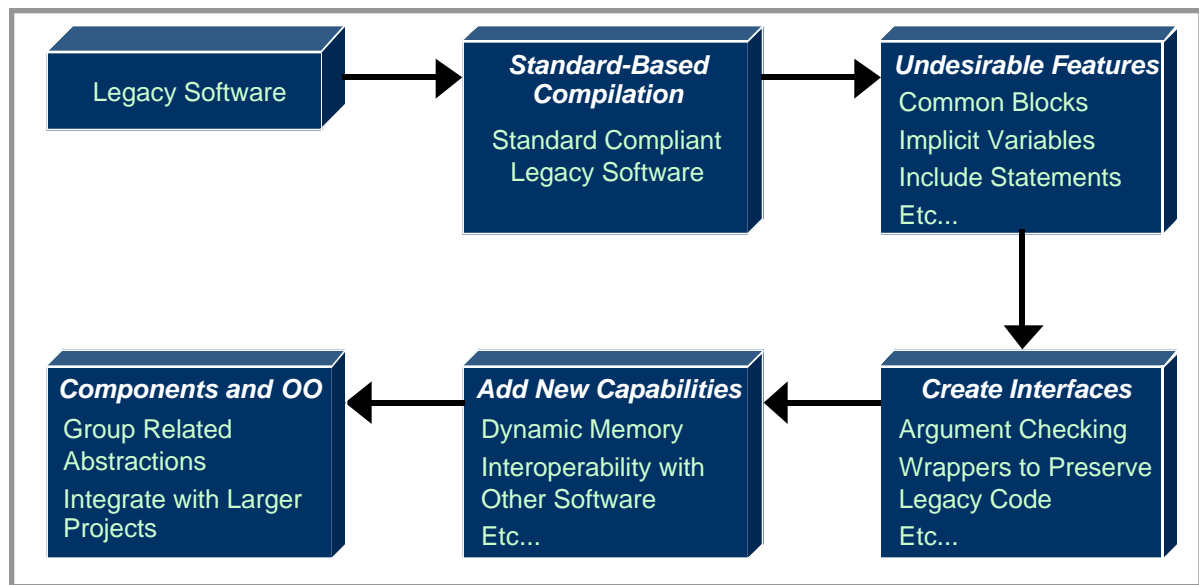 Legacy Software
Standard-Based
Compilation
Standard Compliant
Legacy Software
Undesirable Features
Common Blocks
Implicit Variables
Include Statements
Etc...
Create Interfaces
Argument Checking
Wrappers to Preserve
Legacy Code
Etc...
Add New Capabilities
Dynamic Memory
Interoperability with
Other Software
Etc...
Components and OO
Group Related
Abstractions
Integrate with Larger
Projects